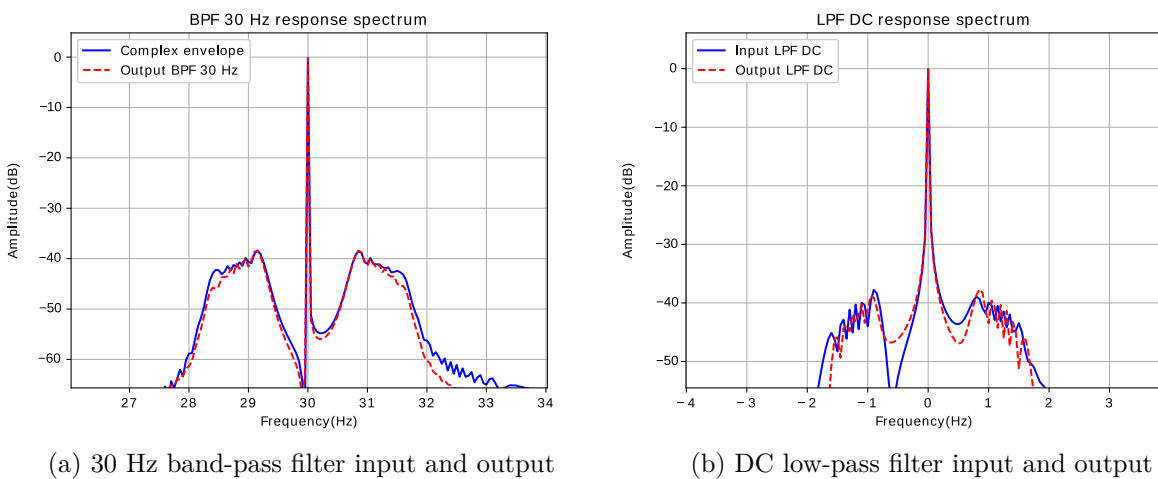 BPF 30 Hz response spectrum
Complex envelope
Output BPF 30 Hz
0
−10
−20
−30
−40
−50
−60
Amplitude(dB)
27
28
29
30
31
32
33
34
Frequency(Hz)
(a) 30 Hz band-pass filter input and output
LPF DC response spectrum
Input LPF DC
Output LPF DC
0
−10
−20
−30
−40
−50
Amplitude(dB)
−4
−3
−2
−1
0
1
2
3
Frequency(Hz)
(b) DC low-pass filter input and output